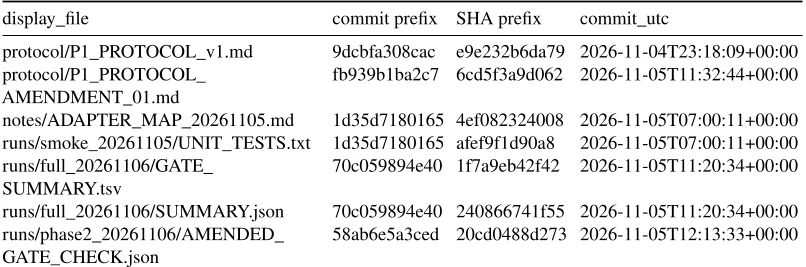 display_file commit prefix SHA prefix commit_utc
protocol/P1_PROTOCOL_v1.md 9dcbfa308cac e9e232b6da79 2026-11-04T23:18:09+00:00
protocol/P1_PROTOCOL_ fb939b1ba2c7 6cd5f3a9d062 2026-11-05T11:32:44+00:00
AMENDMENT_01.md
notes/ADAPTER_MAP_20261105.md 1d35d7180165 4ef082324008 2026-11-05T07:00:11+00:00
runs/smoke_20261105/UNIT_TESTS.txt 1d35d7180165 afef9f1d90a8 2026-11-05T07:00:11+00:00
runs/full_20261106/GATE_ 70c059894e40 1f7a9eb42f42 2026-11-05T11:20:34+00:00
SUMMARY.tsv
runs/full_20261106/SUMMARY.json 70c059894e40 240866741f55 2026-11-05T11:20:34+00:00
runs/phase2_20261106/AMENDED_ 58ab6e5a3ced 20cd0488d273 2026-11-05T12:13:33+00:00
GATE_CHECK.json